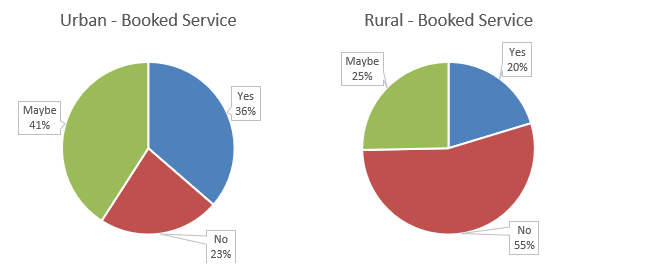 Urban - Booked Service
Yes
36%
No
23%
Maybe
41%
Rural - Booked Service
Yes
20%
No
55%
Maybe
25%